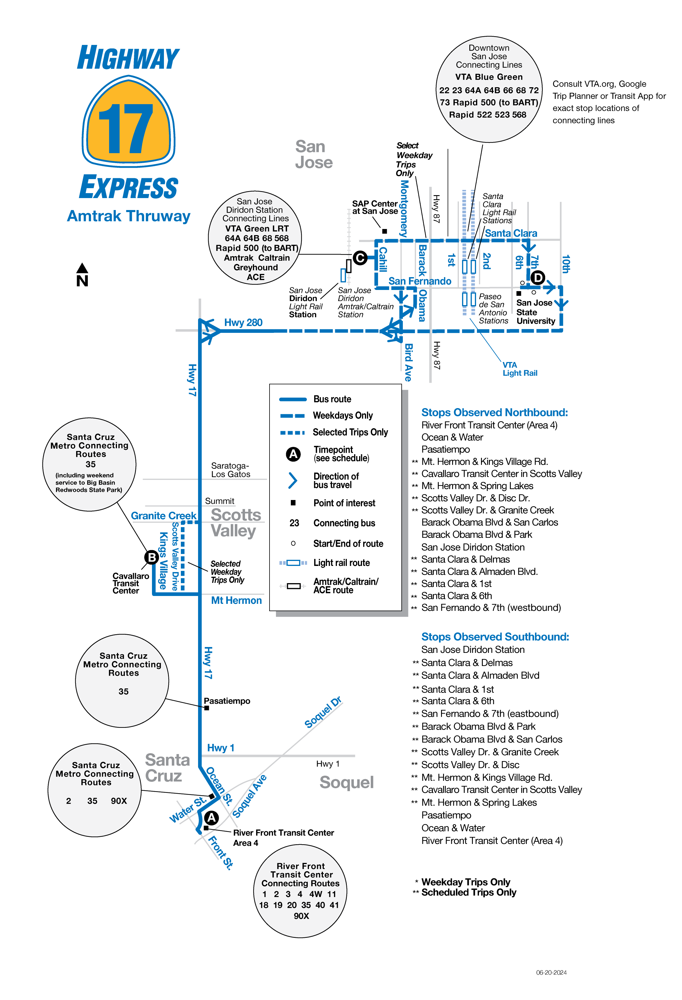 HIGHWAY
17
EXPRESS
Amtrak Thruway
N
Downtown
San Jose
Connecting Lines
VTA Blue Green
22 23 64A 64B 66 68 72
73 Rapid 500 (to BART)
Rapid 522 523 568
Consult VTA.org, Google
Trip Planner or Transit App for
exact stop locations of
connecting lines
San
Jose
Select
Weekday
Trips
Only
San Jose
Diridon Station
Connecting Lines
VTA Green LRT
64A 64B 68 568
Rapid 500 (to BART)
Amtrak Caltrain
Greyhound
ACE
SAP Center
at San Jose
Montgomery
Hwy 87
Santa
Clara
Light Rail
Stations
Santa Clara
C
Cahill
Barack
Obama
1st
2nd
6th
7th
10th
San Fernando
D
San Jose
Diridon
Light Rail
Station
San Jose
Diridon
Amtrak/Caltrain
Station
Paseo
de San
Antonio
Stations
San Jose
State
University
Hwy 280
Bird Ave
Hwy 87
VTA
Light Rail
Hwy 17
Bus route
Weekdays Only
Selected Trips Only
A
Timepoint
(see schedule)
Direction of
bus travel
Point of interest
23
Connecting bus
Start/End of route
Light rail route
Amtrak/Caltrain/
ACE route
Santa Cruz
Metro Connecting
Routes
35
(including weekend
service to Big Basin
Redwoods State Park)
Saratoga-
Los Gatos
Summit
Granite Creek
Scotts
Valley
Scotts Valley Drive
Kings Village
B
Cavallaro
Transit
Center
Selected
Weekday
Trips Only
Mt Hermon
Hwy 17
Santa Cruz
Metro Connecting
Routes
35
Pasatiempo
Soquel Dr
Hwy 1
Hwy 1
Santa
Cruz
Soquel
Santa Cruz
Metro Connecting
Routes
2 35 90X
Ocean St.
Water St.
Soquel Ave
A
River Front Transit Center
Area 4
Front St.
River Front
Transit Center
Connecting Routes
1 2 3 4 4W 11
18 19 20 35 40 41
90X
Stops Observed Northbound:
River Front Transit Center (Area 4)
Ocean & Water
Pasatiempo
** Mt. Hermon & Kings Village Rd.
** Cavallaro Transit Center in Scotts Valley
** Mt. Hermon & Spring Lakes
** Scotts Valley Dr. & Disc Dr.
** Scotts Valley Dr. & Granite Creek
Barack Obama Blvd & San Carlos
Barack Obama Blvd & Park
San Jose Diridon Station
** Santa Clara & Delmas
** Santa Clara & Almaden Blvd.
** Santa Clara & 1st
** Santa Clara & 6th
** San Fernando & 7th (westbound)
Stops Observed Southbound:
San Jose Diridon Station
** Santa Clara & Delmas
** Santa Clara & Almaden Blvd
** Santa Clara & 1st
** Santa Clara & 6th
** San Fernando & 7th (eastbound)
** Barack Obama Blvd & Park
** Barack Obama Blvd & San Carlos
** Scotts Valley Dr. & Granite Creek
** Scotts Valley Dr. & Disc
** Mt. Hermon & Kings Village Rd.
** Cavallaro Transit Center in Scotts Valley
** Mt. Hermon & Spring Lakes
Pasatiempo
Ocean & Water
River Front Transit Center (Area 4)
* Weekday Trips Only
** Scheduled Trips Only
06-20-2024